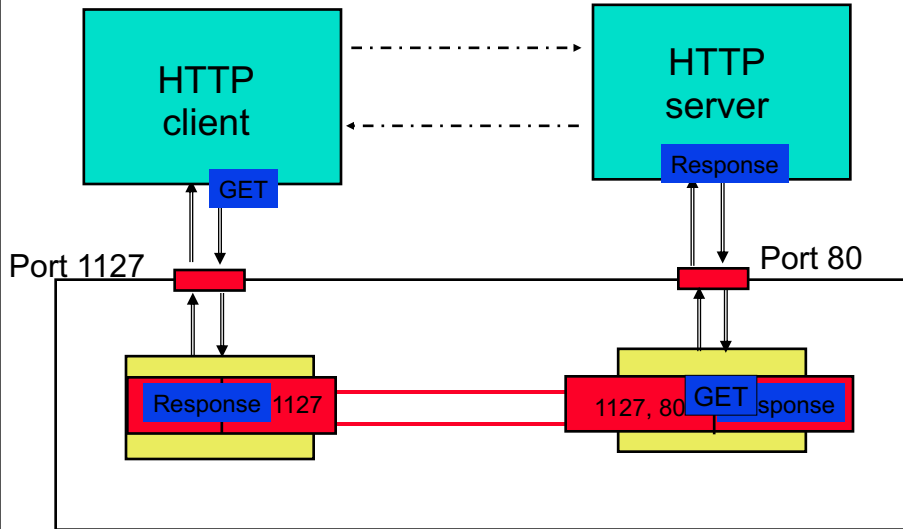 HTTP
client
HTTP
server
GET
Response
Port 1127
Port 80
Response
1127
1127, 80
GET
sponse